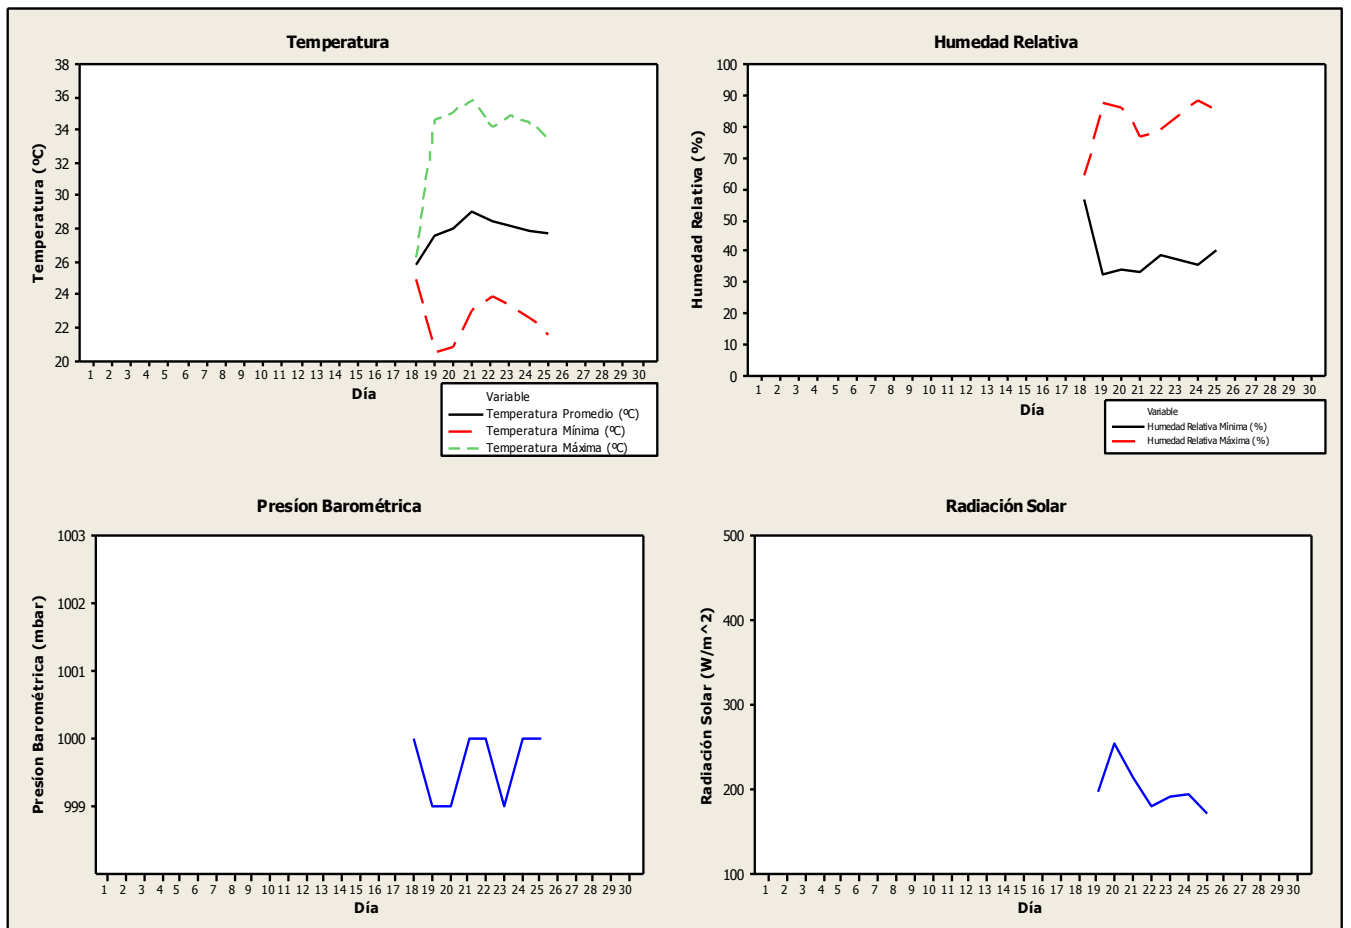 Temperatura
38
36
34
32
30
28
26
24
22
20
Temperatura (ºC)
1 2 3 4 5 6 7 8 9 10 11 12 13 14 15 16 17 18 19 20 21 22 23 24 25 26 27 28 29 30
Día
Variable
Temperatura Promedio (ºC)
Temperatura Mínima (ºC)
Temperatura Máxima (ºC)
Humedad Relativa
100
90
80
70
60
50
40
30
20
10
0
Humedad Relativa (%)
1 2 3 4 5 6 7 8 9 10 11 12 13 14 15 16 17 18 19 20 21 22 23 24 25 26 27 28 29 30
Día
Variable
Humedad Relativa Mínima (%)
Humedad Relativa Máxima (%)
Presíon Barométrica
1003
1002
1001
1000
999
Presíon Barométrica (mbar)
1 2 3 4 5 6 7 8 9 10 11 12 13 14 15 16 17 18 19 20 21 22 23 24 25 26 27 28 29 30
Día
Radiación Solar
500
400
300
200
100
Radiación Solar (W/m^2)
1 2 3 4 5 6 7 8 9 10 11 12 13 14 15 16 17 18 19 20 21 22 23 24 25 26 27 28 29 30
Día